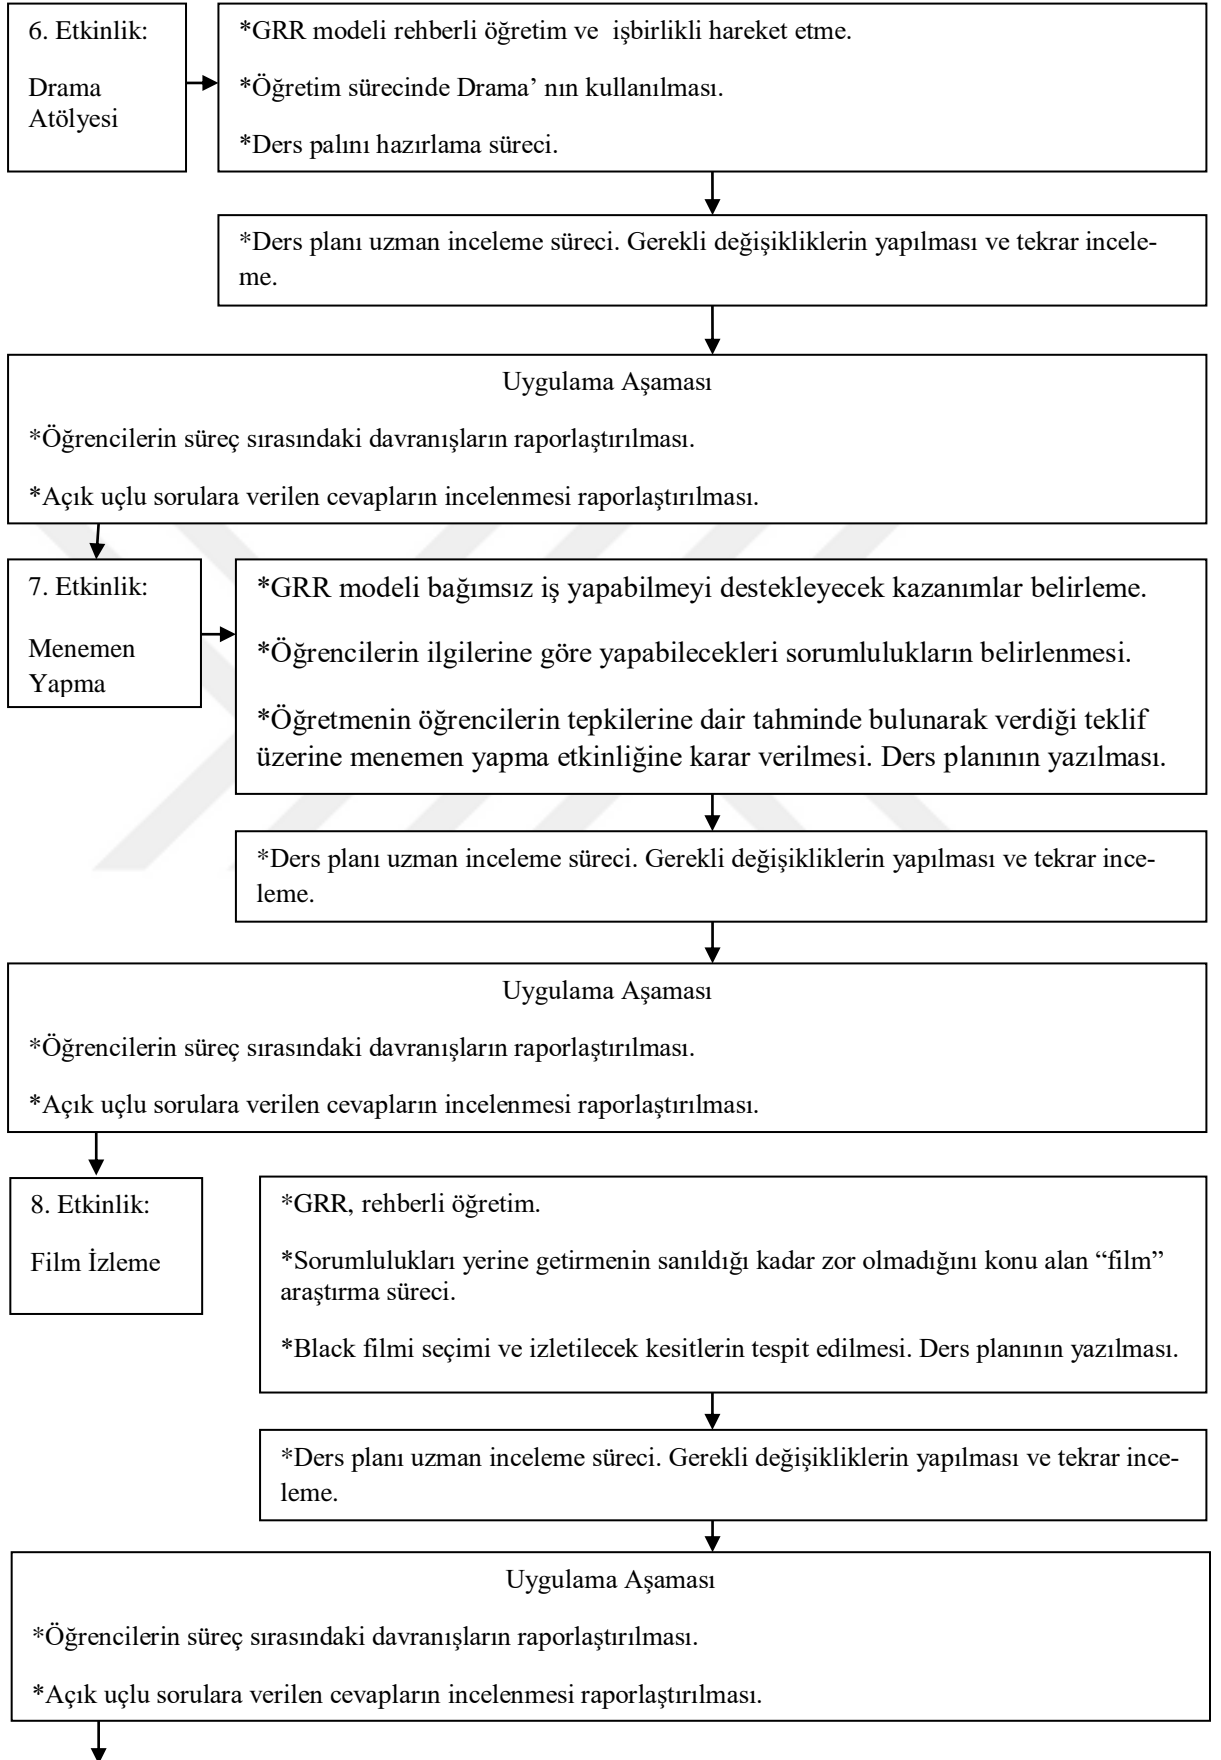 6. Etkinlik:
Drama
Atölyesi
*GRR modeli rehberli öğretim ve işbirlikli hareket etme.
*Öğretim sürecinde Drama’ nın kullanılması.
*Ders palını hazırlama süreci.
*Ders planı uzman inceleme süreci. Gerekli değişikliklerin yapılması ve tekrar incele-
me.
Uygulama Aşaması
*Öğrencilerin süreç sırasındaki davranışların raporlaştırılması.
*Açık uçlu sorulara verilen cevapların incelenmesi raporlaştırılması.
7. Etkinlik:
Menemen
Yapma
*GRR modeli bağımsız iş yapabilmeyi destekleyecek kazanımlar belirleme.
*Öğrencilerin ilgilerine göre yapabilecekleri sorumlulukların belirlenmesi.
*Öğretmenin öğrencilerin tepkilerine dair tahminde bulunarak verdiği teklif
üzerine menemen yapma etkinliğine karar verilmesi. Ders planının yazılması.
*Ders planı uzman inceleme süreci. Gerekli değişikliklerin yapılması ve tekrar ince-
leme.
Uygulama Aşaması
*Öğrencilerin süreç sırasındaki davranışların raporlaştırılması.
*Açık uçlu sorulara verilen cevapların incelenmesi raporlaştırılması.
8. Etkinlik:
Film İzleme
*GRR, rehberli öğretim.
*Sorumlulukları yerine getirmenin sanıldığı kadar zor olmadığını konu alan “film”
araştırma süreci.
*Black filmi seçimi ve izletilecek kesitlerin tespit edilmesi. Ders planının yazılması.
*Ders planı uzman inceleme süreci. Gerekli değişikliklerin yapılması ve tekrar ince-
leme.
Uygulama Aşaması
*Öğrencilerin süreç sırasındaki davranışların raporlaştırılması.
*Açık uçlu sorulara verilen cevapların incelenmesi raporlaştırılması.